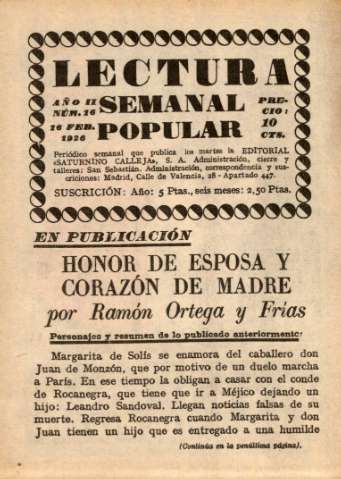 LECTURA
AÑO II
NÚM. 16
16 FEB.
1926
SEMANAL
POPULAR
PRE-
CIO:
10
CTS.
Periódico semanal que publica los martes la EDITORIAL
«SATURNINO CALLEJA», S. A. Administración, cierre y
talleres: San Sebastián. Administración, correspondencia y sus-
criciones: Madrid, Calle de Valencia, 28 - Apartado 447.
SUSCRICIÓN: Año: 5 Ptas., seis meses: 2,50 Ptas.
EN PUBLICACIÓN
HONOR DE ESPOSA Y
CORAZÓN DE MADRE
por Ramón Ortega y Frías
Personajes y resumen de lo publicado anteriormente:
Margarita de Solís se enamora del caballero don
Juan de Monzón, que por motivo de un duelo marcha
a París. En ese tiempo la obligan a casar con el conde
de Rocanegra, que tiene que ir a Méjico dejando un
hijo: Leandro Sandoval. Llegan noticias falsas de su
muerte. Regresa Rocanegra cuando Margarita y don
Juan tienen un hijo que es entregado a una humilde
(Continúa en la penúltima página).